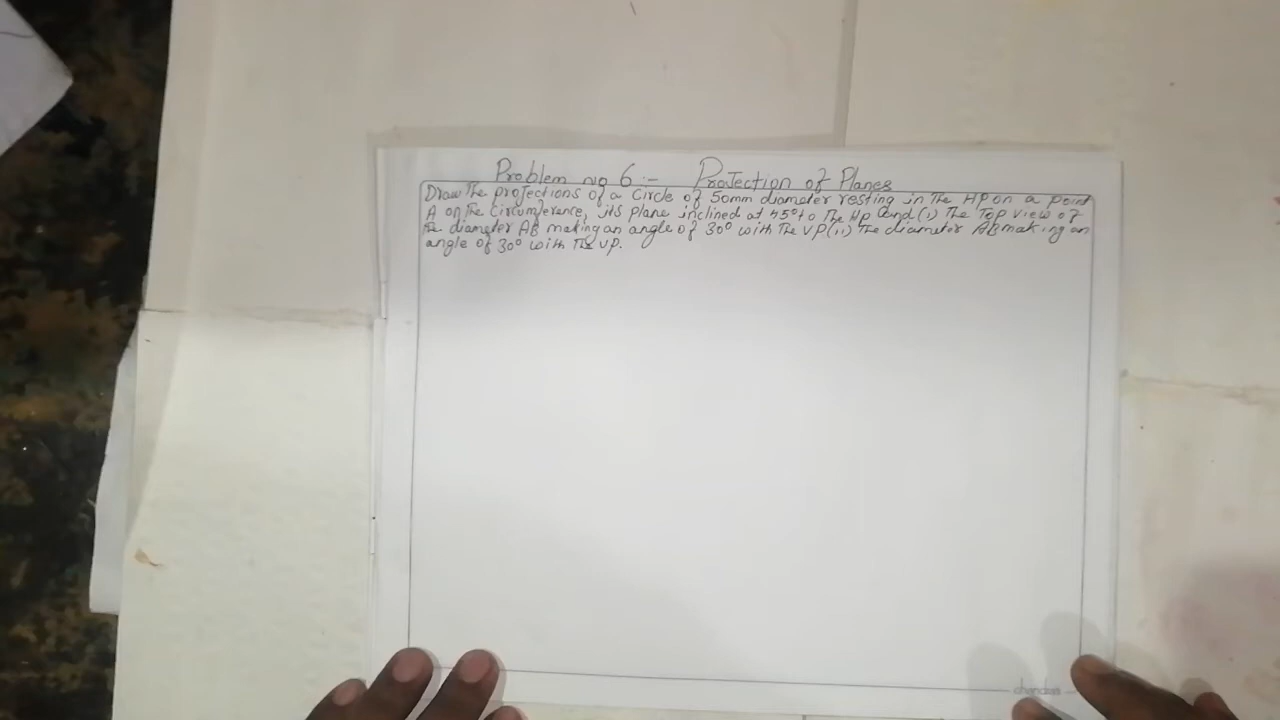 Problem no 6:- Projection of Planes
Draw The projections of a Circle of 50mm diameter resting in The HP on a point
A on The Circumference, its plane inclined at 45° to The Hp and (i) The Top view of
The diameter AB making an angle of 30° with The VP (ii) The diameter AB making an
angle of 30° with The VP.
chandra